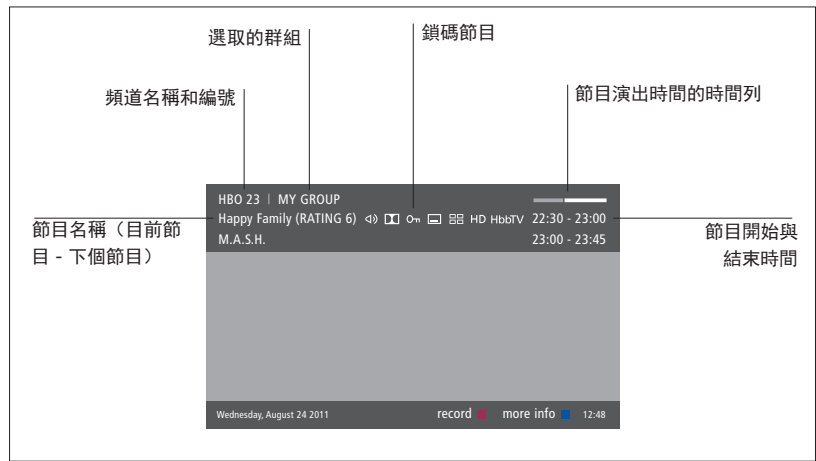 選取的群組
鎖碼節目
頻道名稱和編號
節目演出時間的時間列
HBO 23 | MY GROUP
Happy Family (RATING 6) HD HbbTV 22:30 - 23:00
M.A.S.H. 23:00 - 23:45
節目名稱（目前節
目 - 下個節目）
節目開始與
結束時間
Wednesday, August 24 2011 record more info 12:48